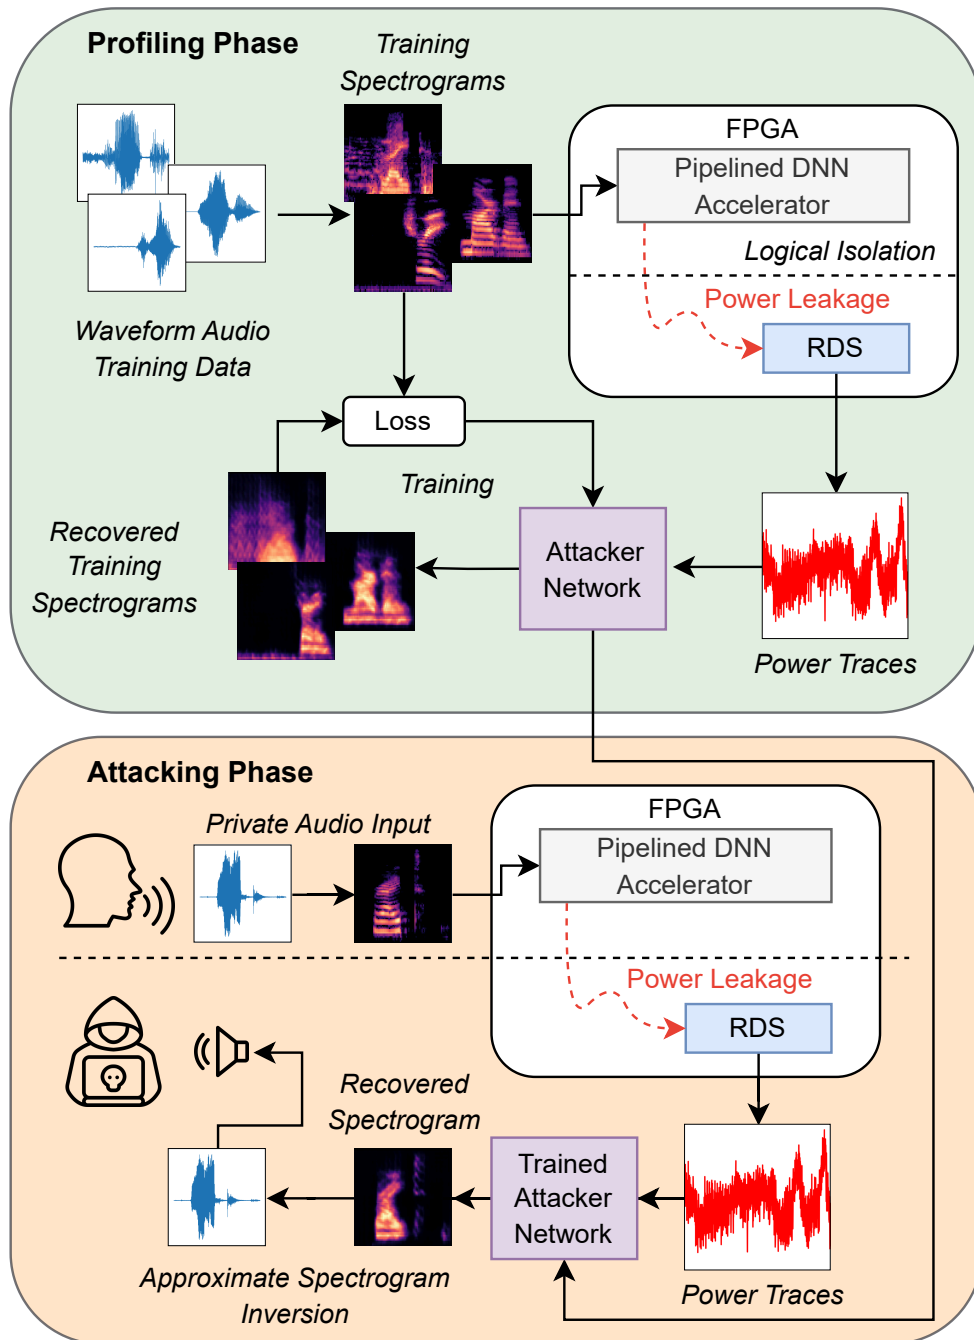 Profiling Phase
Training
Spectrograms
FPGA
Pipelined DNN
Accelerator
Logical Isolation
Power Leakage
RDS
Waveform Audio
Training Data
Loss
Training
Recovered
Training
Spectrograms
Attacker
Network
Power Traces
Attacking Phase
Private Audio Input
FPGA
Pipelined DNN
Accelerator
Power Leakage
RDS
Recovered
Spectrogram
Trained
Attacker
Network
Approximate Spectrogram
Inversion
Power Traces